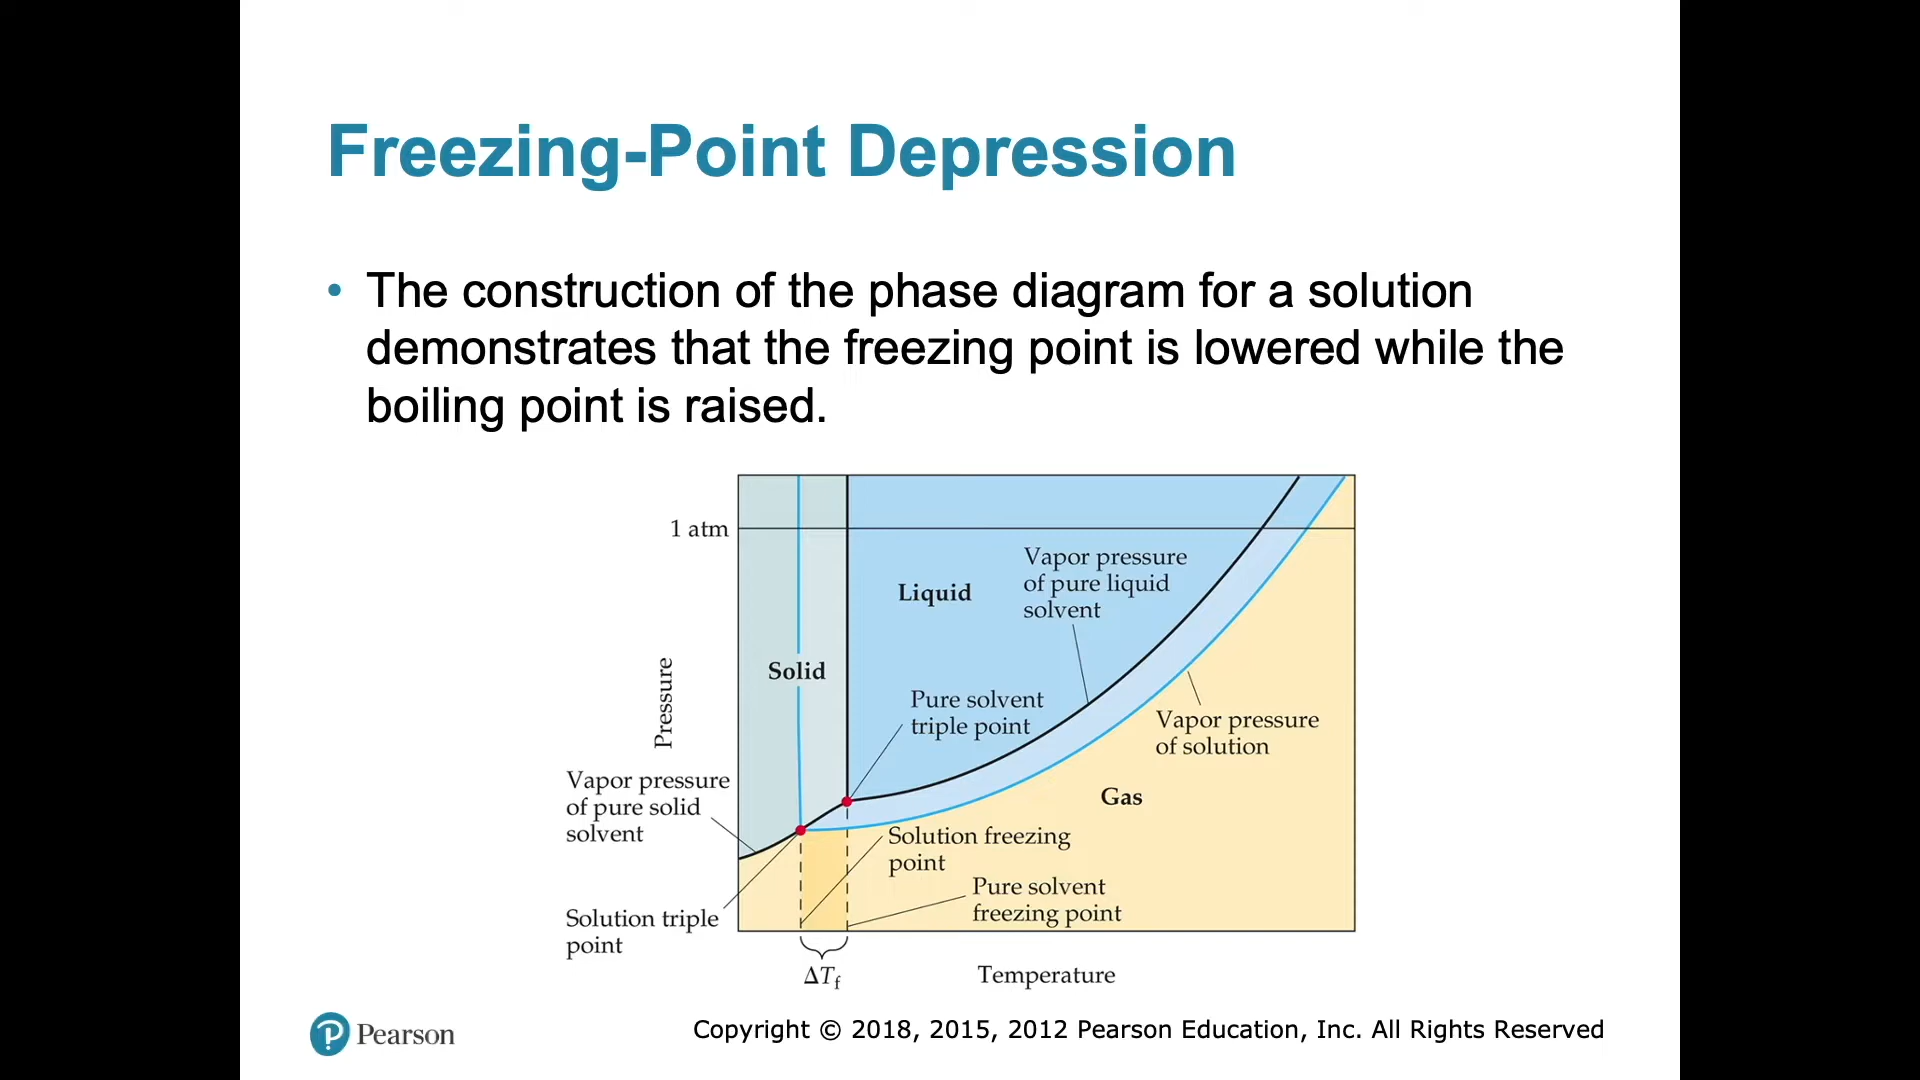 Freezing-Point Depression
• The construction of the phase diagram for a solution
demonstrates that the freezing point is lowered while the
boiling point is raised.
1 atm
Vapor pressure
of pure liquid
solvent
Liquid
Solid
Pressure
Pure solvent
triple point
Vapor pressure
of solution
Vapor pressure
of pure solid
solvent
Gas
Solution freezing
point
Pure solvent
freezing point
Solution triple
point
ΔTf
Temperature
Pearson
Copyright © 2018, 2015, 2012 Pearson Education, Inc. All Rights Reserved